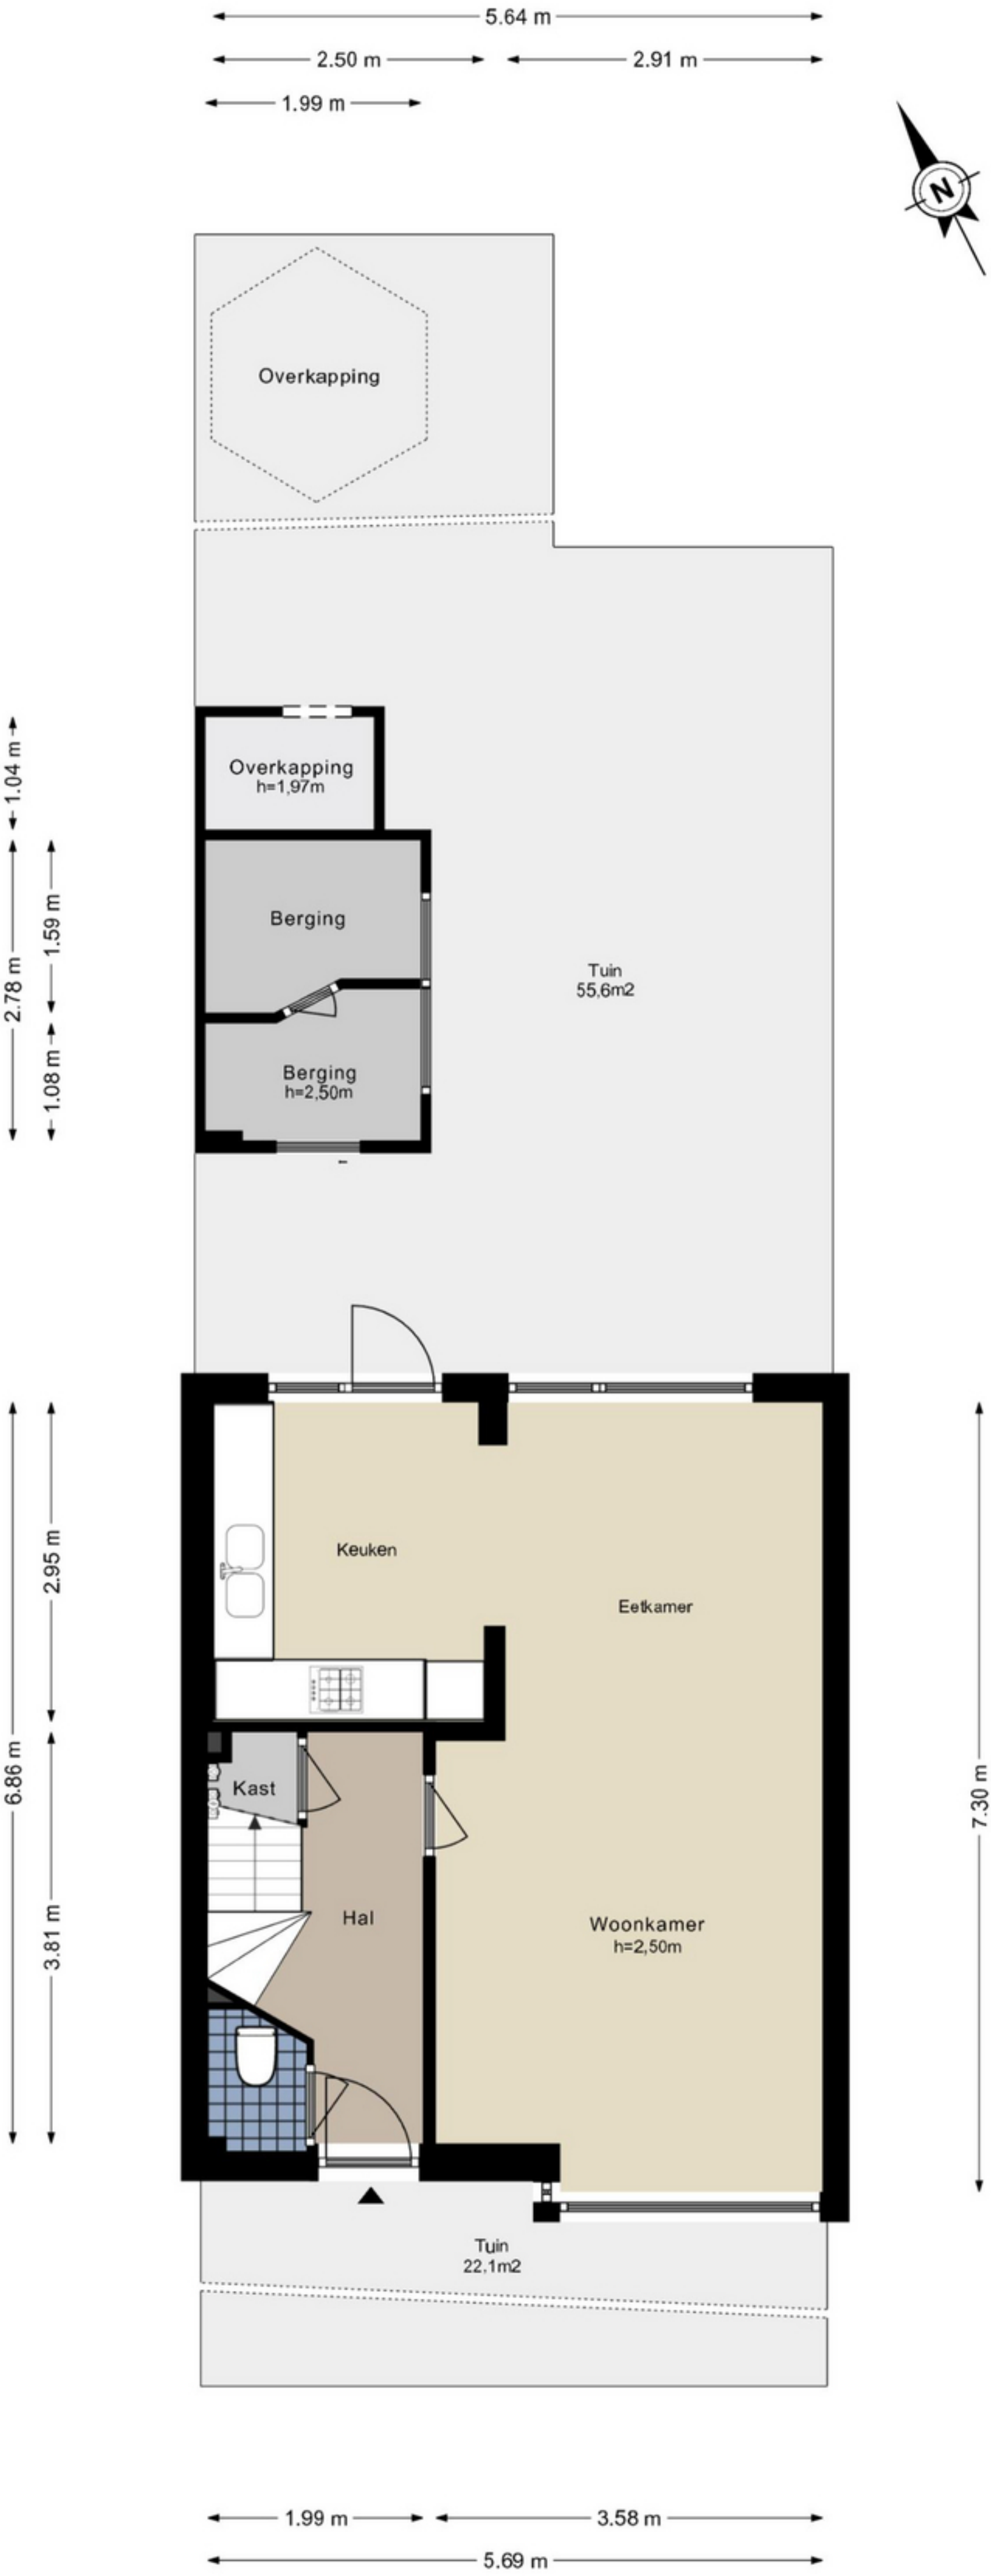 5.64 m
2.50 m
2.91 m
1.99 m
N
Overkapping
1.04 m
Overkapping
h=1,97m
2.78 m
1.59 m
Berging
Tuin
55,6m2
1.08 m
Berging
h=2,50m
2.95 m
Keuken
Eetkamer
6.86 m
7.30 m
Kast
3.81 m
Hal
Woonkamer
h=2,50m
Tuin
22,1m2
1.99 m
3.58 m
5.69 m